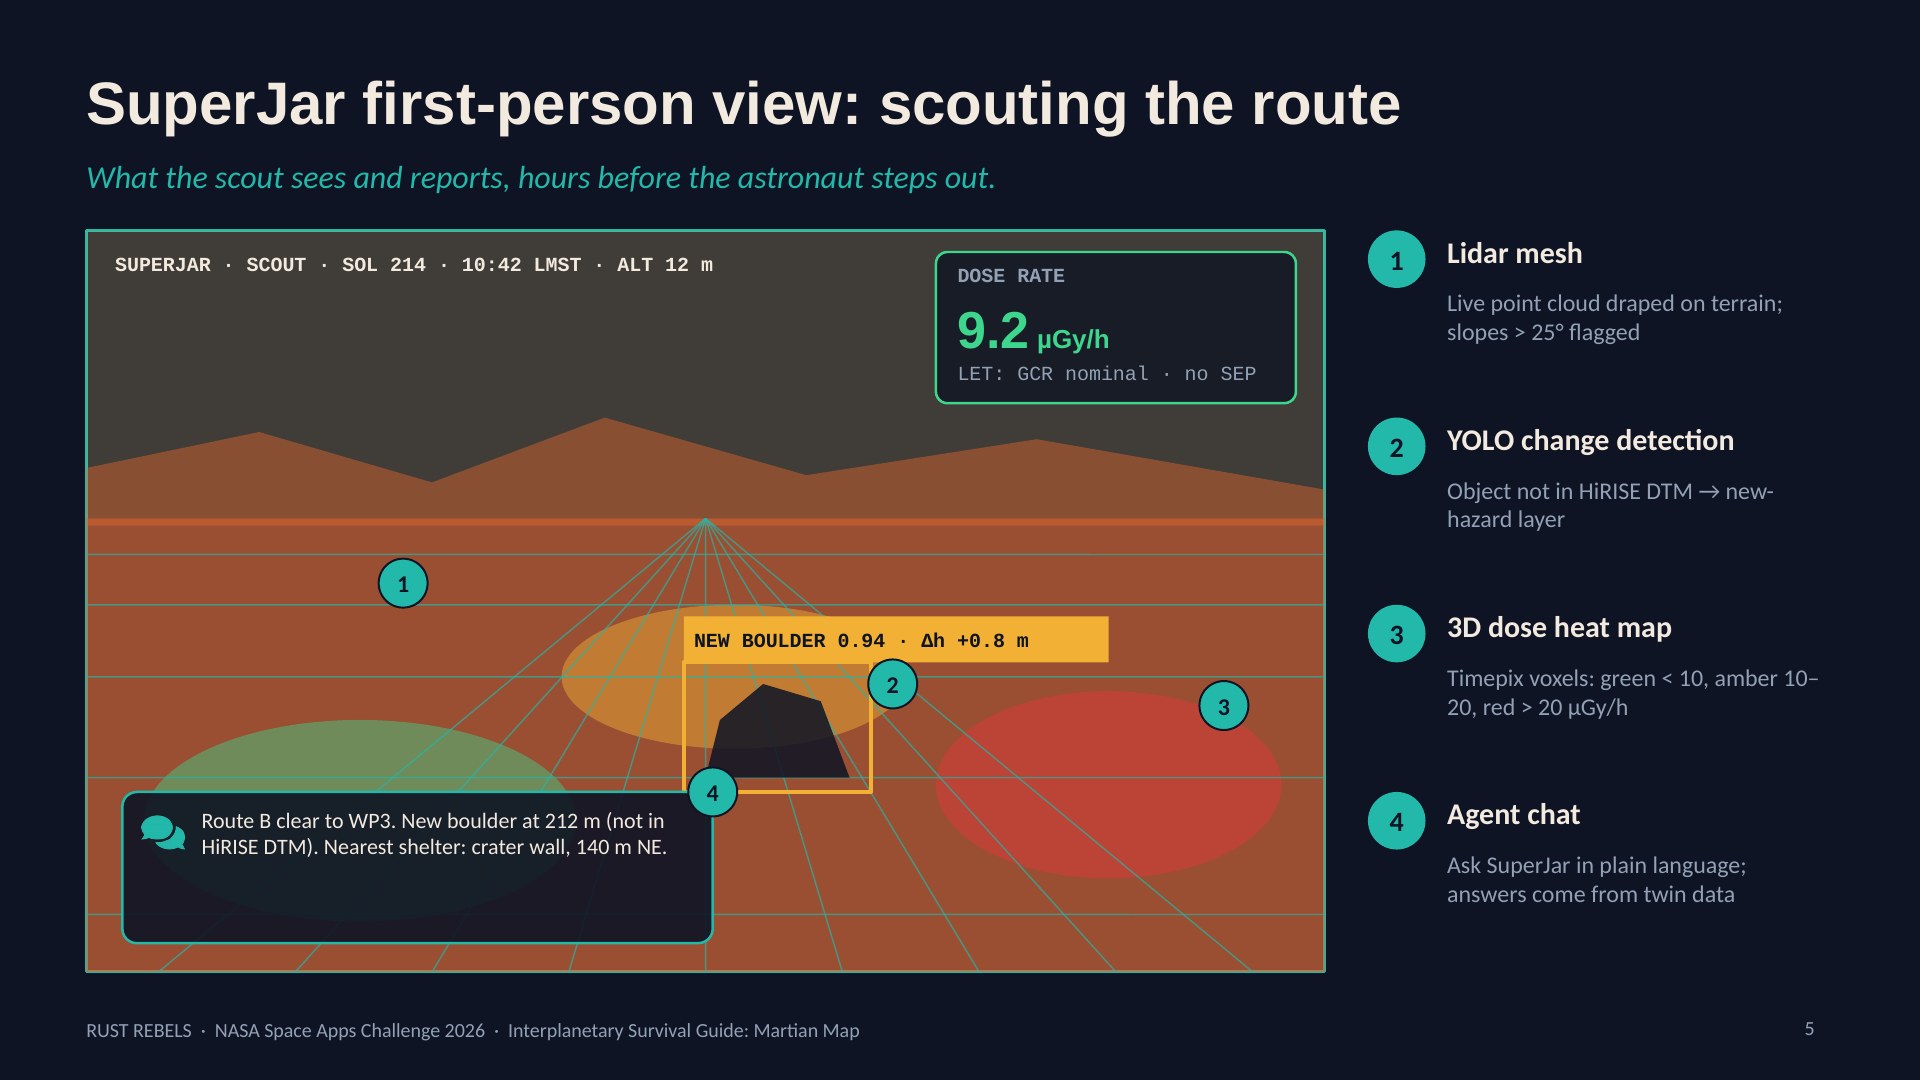 SuperJar first-person view: scouting the route
What the scout sees and reports, hours before the astronaut steps out.
SUPERJAR · SCOUT · SOL 214 · 10:42 LMST · ALT 12 m
DOSE RATE
9.2 µGy/h
LET: GCR nominal · no SEP
1
NEW BOULDER 0.94 · Δh +0.8 m
2
3
4
Route B clear to WP3. New boulder at 212 m (not in
HiRISE DTM). Nearest shelter: crater wall, 140 m NE.
1
Lidar mesh
Live point cloud draped on terrain;
slopes > 25° flagged
2
YOLO change detection
Object not in HiRISE DTM → new-
hazard layer
3
3D dose heat map
Timepix voxels: green < 10, amber 10–
20, red > 20 µGy/h
4
Agent chat
Ask SuperJar in plain language;
answers come from twin data
RUST REBELS · NASA Space Apps Challenge 2026 · Interplanetary Survival Guide: Martian Map
5